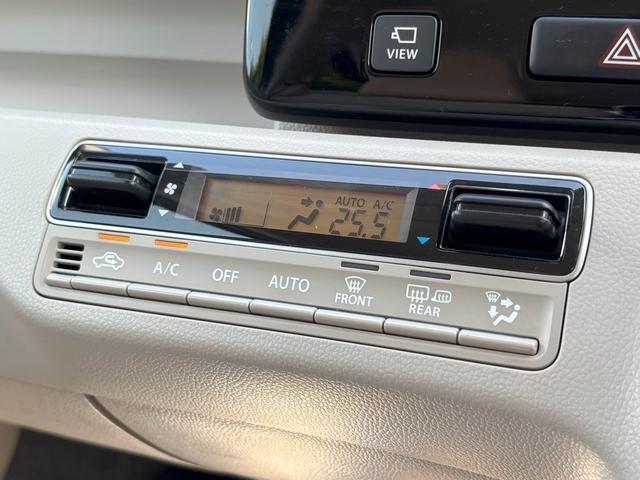 VIEW
AUTO A/C
25.5
A/C OFF AUTO FRONT REAR